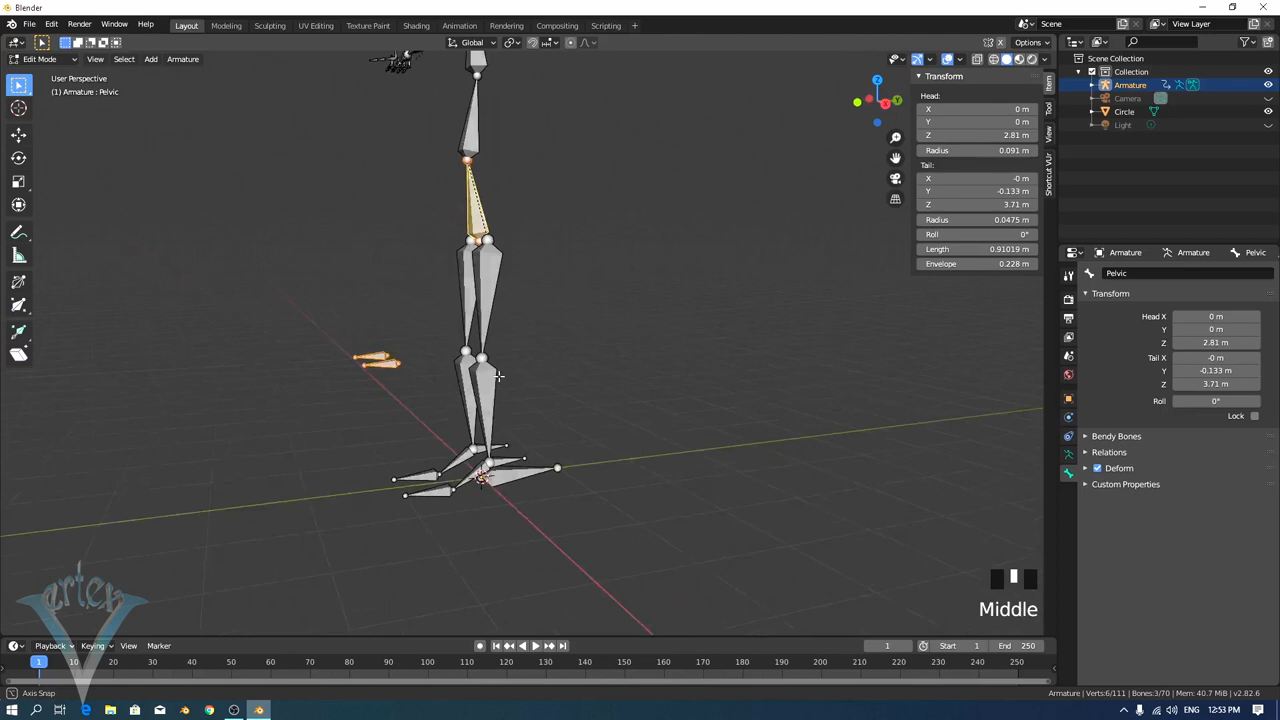 Blender
File Edit Render Window Help Layout Modeling Sculpting UV Editing Texture Paint Shading Animation Rendering Compositing Scripting + Scene View Layer
Global Options
Edit Mode View Select Add Armature
User Perspective
(1) Armature : Pelvic
X Y Z
Middle
Transform
Head:
X 0 m
Y 0 m
Z 2.81 m
Radius 0.091 m
Tail:
X -0 m
Y -0.133 m
Z 3.71 m
Radius 0.0475 m
Roll 0°
Length 0.91019 m
Envelope 0.228 m
Item
Tool
View
Shortcut VUr
Scene Collection
Collection
Armature
Camera
Circle
Light
Armature Armature Pelvic
Pelvic
Transform
Head X 0 m
Y 0 m
Z 2.81 m
Tail X -0 m
Y -0.133 m
Z 3.71 m
Roll 0°
Lock
Bendy Bones
Relations
Deform
Custom Properties
Vertex
Playback Keying View Marker 1 Start 1 End 250
1 10 20 30 40 50 60 70 80 90 100 110 120 130 140 150 160 170 180 190 200 210 220 230 240 250
Axis Snap Armature | Verts:6/111 | Bones:3/70 | Mem: 40.7 MiB | v2.82.6
ENG 12:53 PM